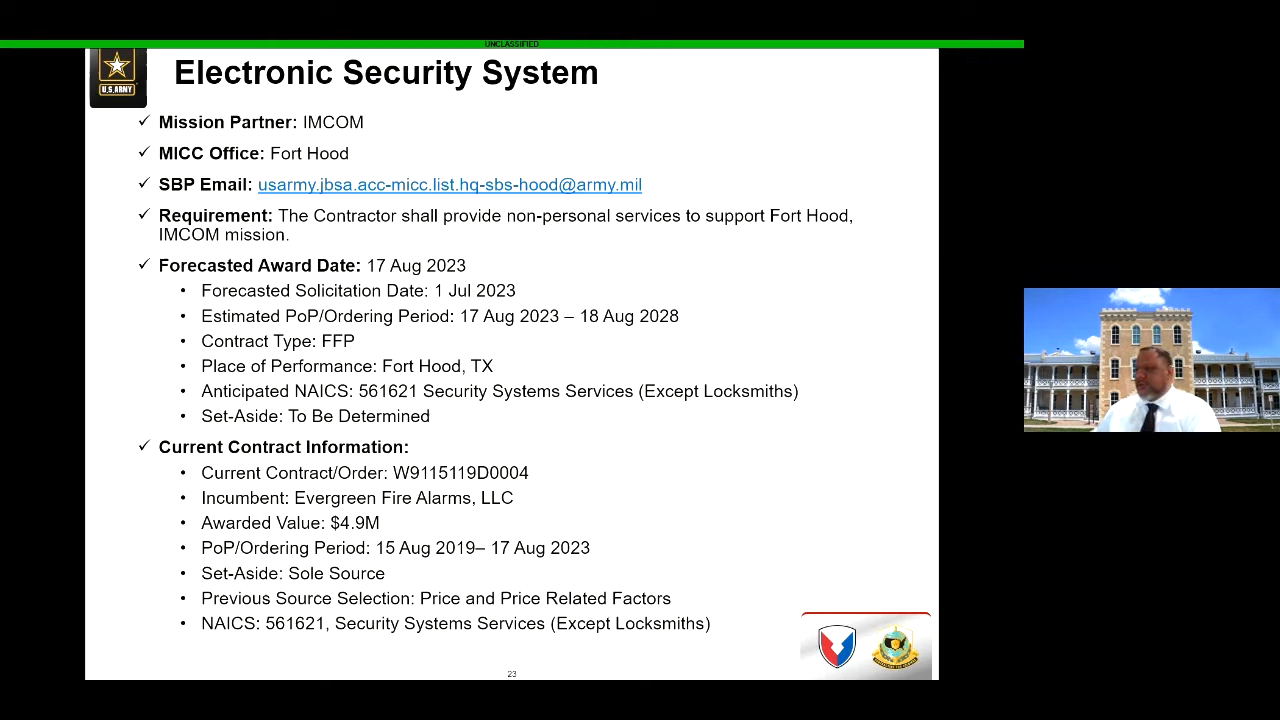 UNCLASSIFIED
U.S.ARMY
Electronic Security System
✓ Mission Partner: IMCOM
✓ MICC Office: Fort Hood
✓ SBP Email: usarmy.jbsa.acc-micc.list.hq-sbs-hood@army.mil
✓ Requirement: The Contractor shall provide non-personal services to support Fort Hood,
IMCOM mission.
✓ Forecasted Award Date: 17 Aug 2023
• Forecasted Solicitation Date: 1 Jul 2023
• Estimated PoP/Ordering Period: 17 Aug 2023 – 18 Aug 2028
• Contract Type: FFP
• Place of Performance: Fort Hood, TX
• Anticipated NAICS: 561621 Security Systems Services (Except Locksmiths)
• Set-Aside: To Be Determined
✓ Current Contract Information:
• Current Contract/Order: W9115119D0004
• Incumbent: Evergreen Fire Alarms, LLC
• Awarded Value: $4.9M
• PoP/Ordering Period: 15 Aug 2019– 17 Aug 2023
• Set-Aside: Sole Source
• Previous Source Selection: Price and Price Related Factors
• NAICS: 561621, Security Systems Services (Except Locksmiths)
23